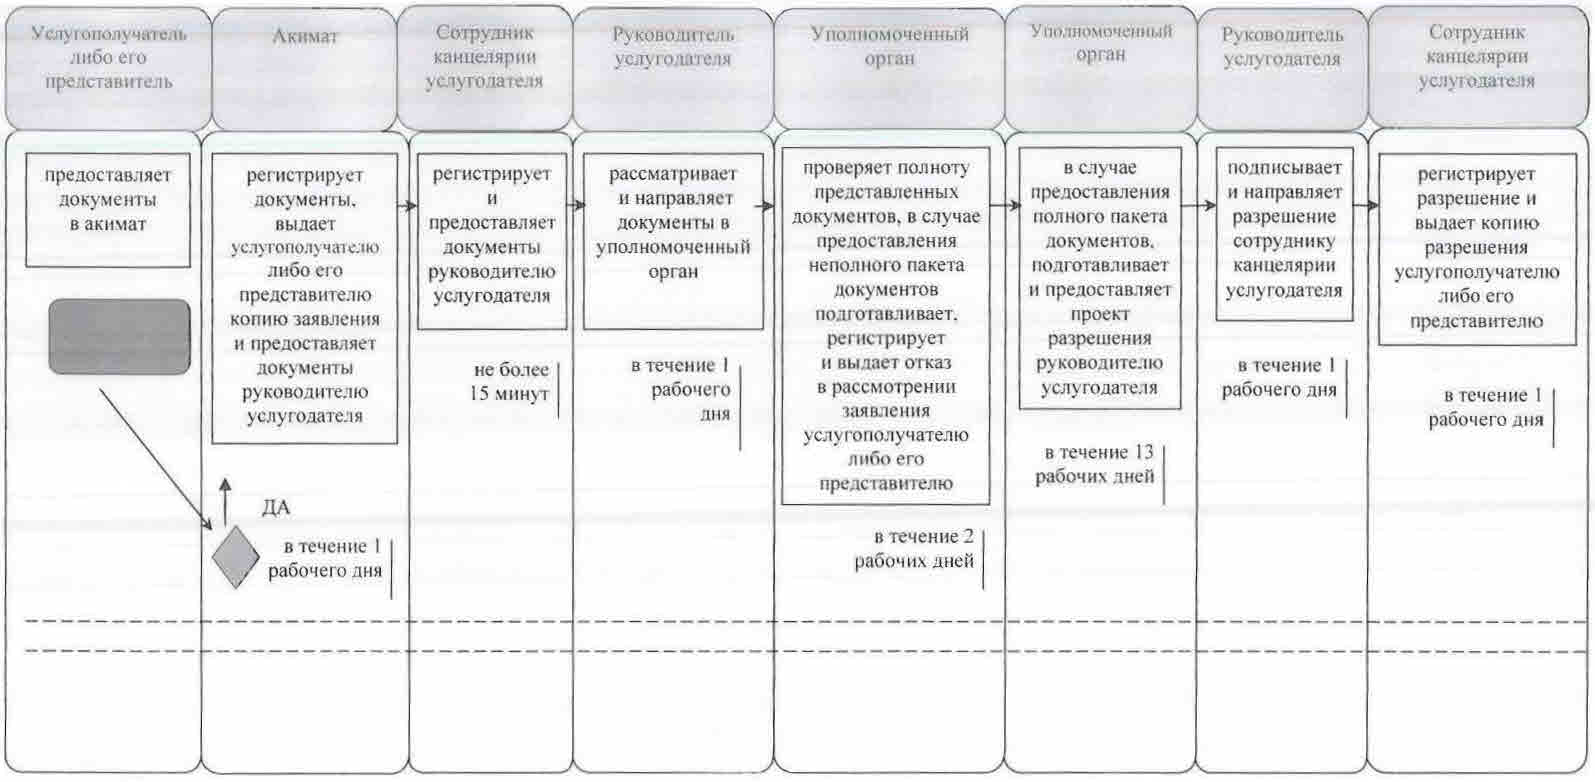 Услугополучатель
либо его
представитель
Акимат
Сотрудник
канцелярии
услугодателя
Руководитель
услугодателя
Уполномоченный
орган
Уполномоченный
орган
Руководитель
услугодателя
Сотрудник
канцелярии
услугодателя
предоставляет
документы
в акимат
регистрирует
документы,
выдает
услугополучателю
либо его
представителю
копию заявления
и предоставляет
документы
руководителю
услугодателя
ДА
в течение 1
рабочего дня
регистрирует
и
предоставляет
документы
руководителю
услугодателя
не более
15 минут
рассматривает
и направляет
документы в
уполномоченный
орган
в течение 1
рабочего
дня
проверяет полноту
представленных
документов, в случае
предоставления
неполного пакета
документов
подготавливает,
регистрирует
и выдает отказ
в рассмотрении
заявления
услугополучателю
либо его
представителю
в течение 2
рабочих дней
в случае
предоставления
полного пакета
документов,
подготавливает
и предоставляет
проект
разрешения
руководителю
услугодателя
в течение 13
рабочих дней
подписывает
и направляет
разрешение
сотруднику
канцелярии
услугодателя
в течение 1
рабочего дня
регистрирует
разрешение и
выдает копию
разрешения
услугополучателю
либо его
представителю
в течение 1
рабочего дня